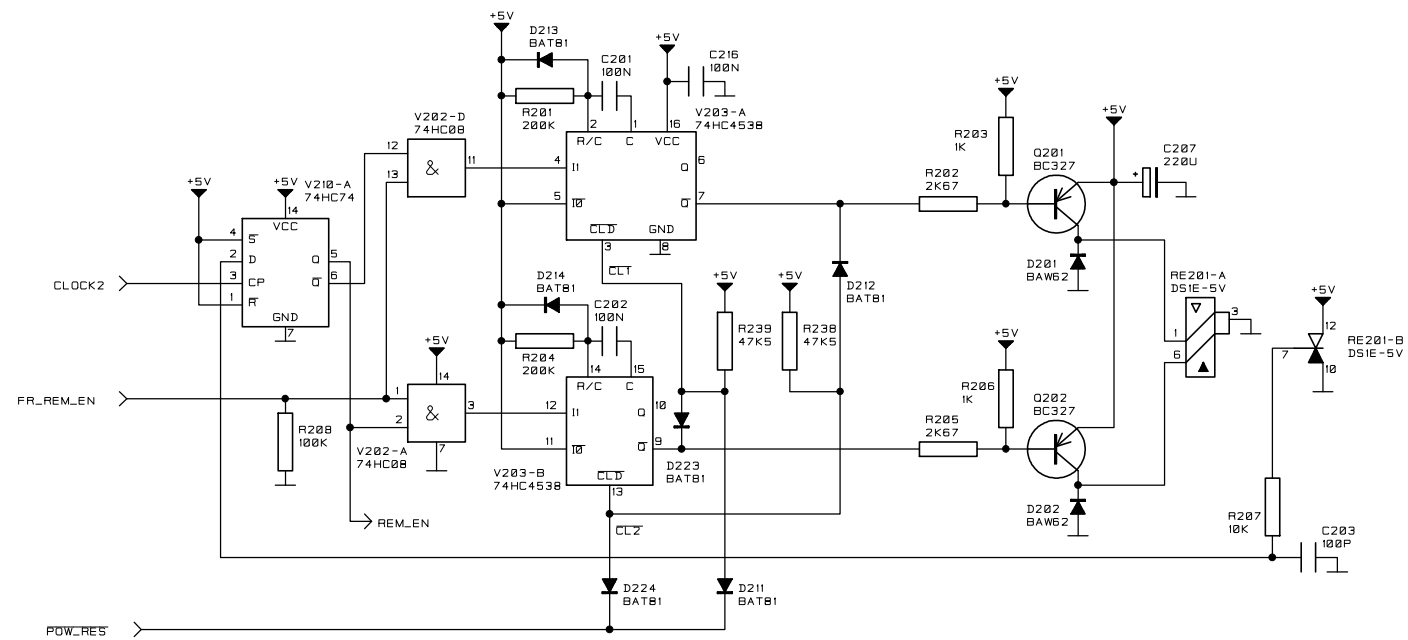 +5V
D213
BAT81
+5V
C201
100N
C216
100N
R201
200K
V203-A
74HC4538
2
1
16
R/C
C
VCC
4
I1
Q
6
5
I0
Q
7
CLD
GND
3
8
CL1
V202-D
74HC08
12
13
&
11
+5V
+5V
V210-A
74HC74
14
VCC
4
S
2
D
Q
5
3
CP
Q
6
1
R
GND
7
CLOCK2
+5V
R203
1K
+5V
R202
2K67
Q201
BC327
C207
220U
+
D201
BAW62
D212
BAT81
D214
BAT81
C202
100N
R204
200K
+5V
+5V
R239
47K5
R238
47K5
14
15
R/C
C
12
I1
Q
10
11
I0
Q
9
CLD
13
V203-B
74HC4538
CL2
D223
BAT81
+5V
14
1
2
&
3
7
V202-A
74HC08
FR_REM_EN
R208
100K
REM_EN
+5V
R206
1K
R205
2K67
Q202
BC327
D202
BAW62
RE201-A
DS1E-5V
1
6
3
+5V
12
7
10
RE201-B
DS1E-5V
R207
10K
C203
100P
D224
BAT81
D211
BAT81
POW_RES